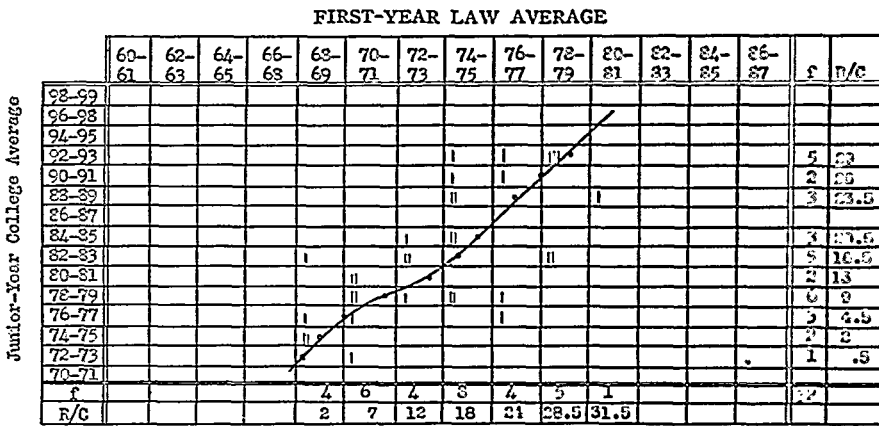 FIRST-YEAR LAW AVERAGE
60-61 62-63 64-65 66-68 68-69 70-71 72-73 74-75 76-77 78-79 80-81 82-83 84-85 86-87 f R/C
Junior-Year College Average
98-99
96-98
94-95
92-93 5
90-91 2
88-89 3 23.5
86-87
84-85 3
82-83 5 16.5
80-81 2 13
78-79 6 9
76-77 3 4.5
74-75 2 2
72-73 1 .5
70-71
f 4 6 4 8 4 5 1
R/C 2 7 12 18 24 28.5 31.5